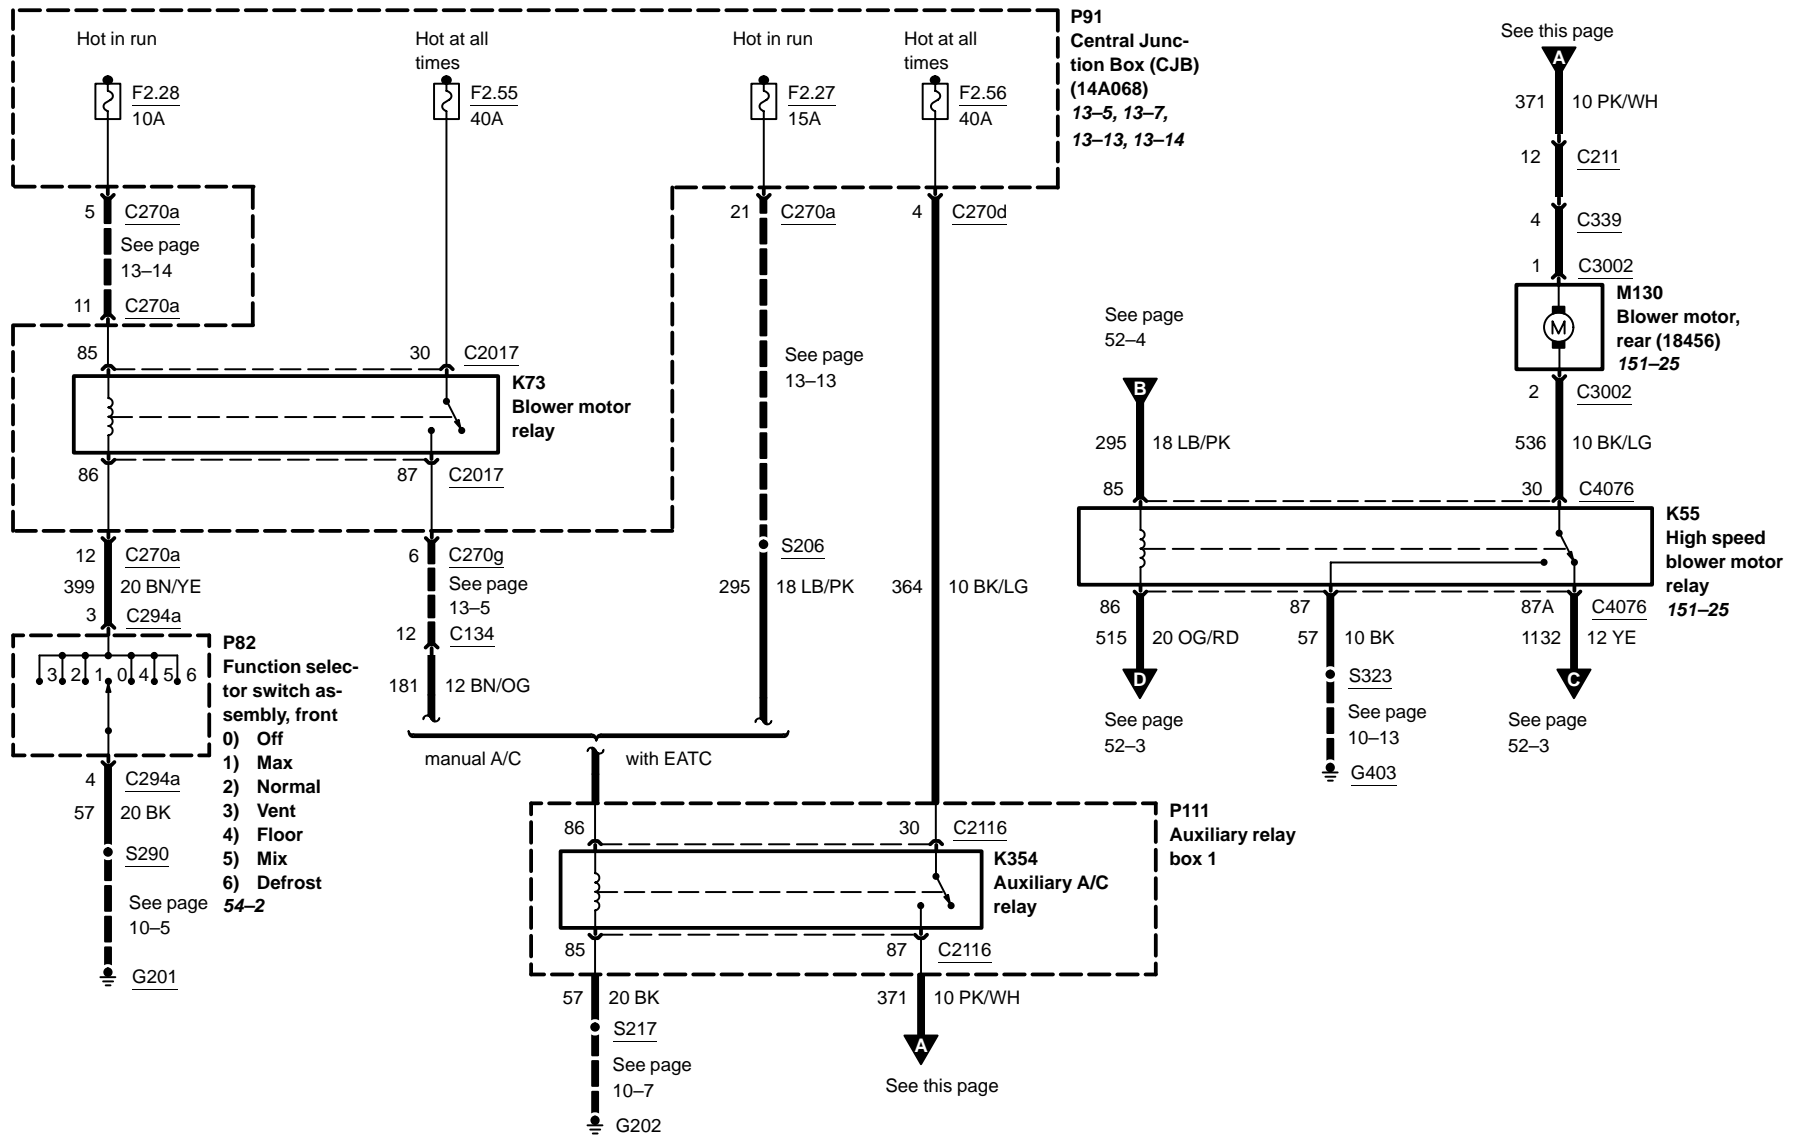 Hot in run
Hot at all
times
Hot in run
Hot at all
times
P91
Central Junc-
tion Box (CJB)
(14A068)
13–5, 13–7,
13–13, 13–14
F2.28
10A
F2.55
40A
F2.27
15A
F2.56
40A
5 C270a
See page
13–14
11 C270a
21 C270a
4 C270d
85
30 C2017
K73
Blower motor
relay
86
87 C2017
See page
13–13
12 C270a
399 20 BN/YE
3 C294a
6 C270g
See page
13–5
12 C134
181 12 BN/OG
S206
295 18 LB/PK
364 10 BK/LG
3 2 1 0 4 5 6
P82
Function selec-
tor switch as-
sembly, front
0) Off
1) Max
2) Normal
3) Vent
4) Floor
5) Mix
6) Defrost
54–2
4 C294a
57 20 BK
S290
See page
10–5
G201
manual A/C
with EATC
P111
Auxiliary relay
box 1
86
30 C2116
K354
Auxiliary A/C
relay
85
87 C2116
57 20 BK
S217
See page
10–7
G202
371 10 PK/WH
A
See this page
See this page
A
371 10 PK/WH
12 C211
4 C339
1 C3002
M
M130
Blower motor,
rear (18456)
151–25
2 C3002
536 10 BK/LG
See page
52–4
B
295 18 LB/PK
85
30 C4076
K55
High speed
blower motor
relay
151–25
86
87
87A C4076
515 20 OG/RD
57 10 BK
1132 12 YE
D
See page
52–3
S323
See page
10–13
G403
C
See page
52–3